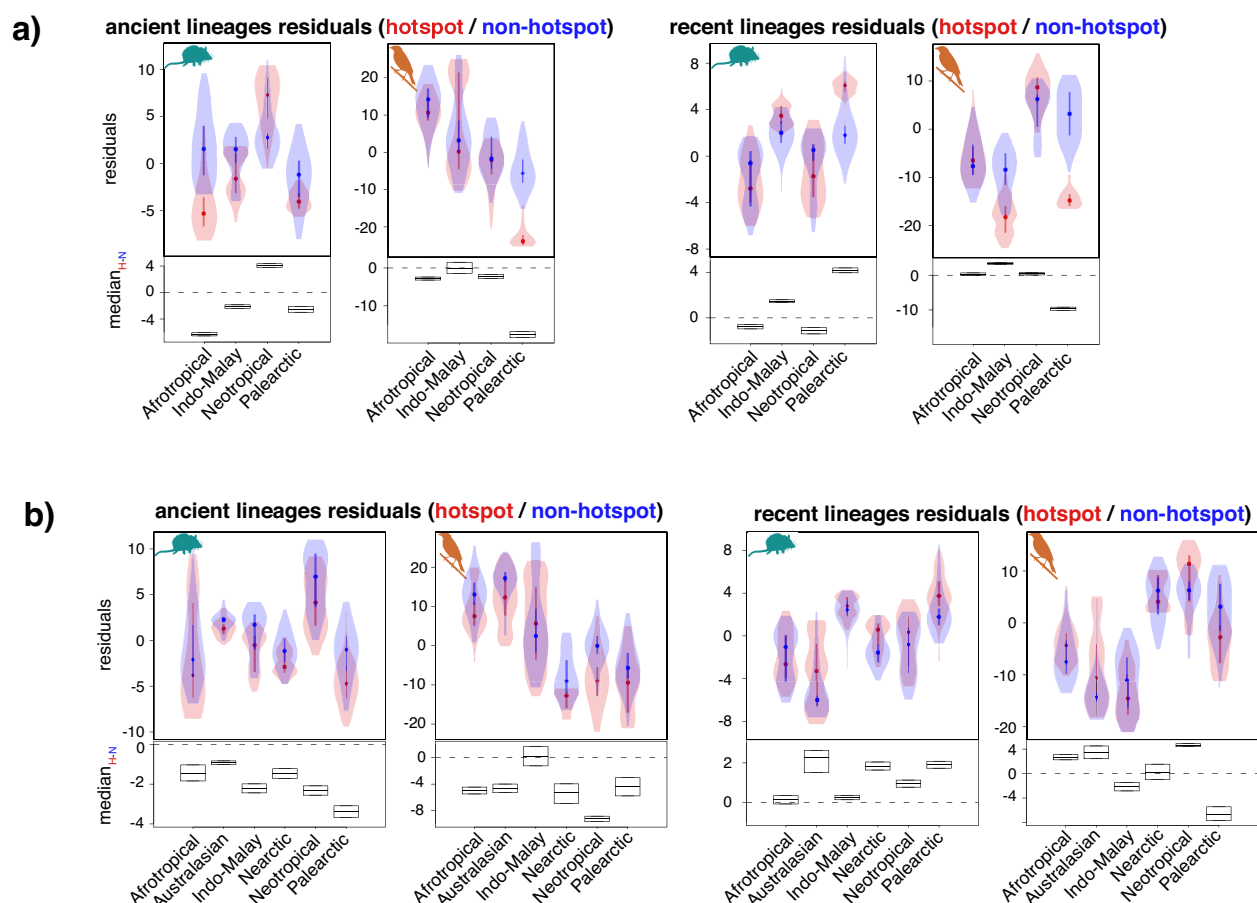 a)
ancient lineages residuals (hotspot / non-hotspot)
recent lineages residuals (hotspot / non-hotspot)
residuals
10
5
0
-5
20
10
0
-10
-20
8
4
0
-4
-8
10
0
-10
-20
median H-N
4
0
-4
0
-10
4
0
0
-10
Afrotropical
Indo-Malay
Neotropical
Palearctic
Afrotropical
Indo-Malay
Neotropical
Palearctic
Afrotropical
Indo-Malay
Neotropical
Palearctic
Afrotropical
Indo-Malay
Neotropical
Palearctic
b)
ancient lineages residuals (hotspot / non-hotspot)
recent lineages residuals (hotspot / non-hotspot)
residuals
10
5
0
-5
-10
20
10
0
-10
-20
8
4
0
-4
-8
10
0
-10
-20
median H-N
0
-2
-4
0
-4
-8
2
0
4
0
-4
Afrotropical
Australasian
Indo-Malay
Nearctic
Neotropical
Palearctic
Afrotropical
Australasian
Indo-Malay
Nearctic
Neotropical
Palearctic
Afrotropical
Australasian
Indo-Malay
Nearctic
Neotropical
Palearctic
Afrotropical
Australasian
Indo-Malay
Nearctic
Neotropical
Palearctic